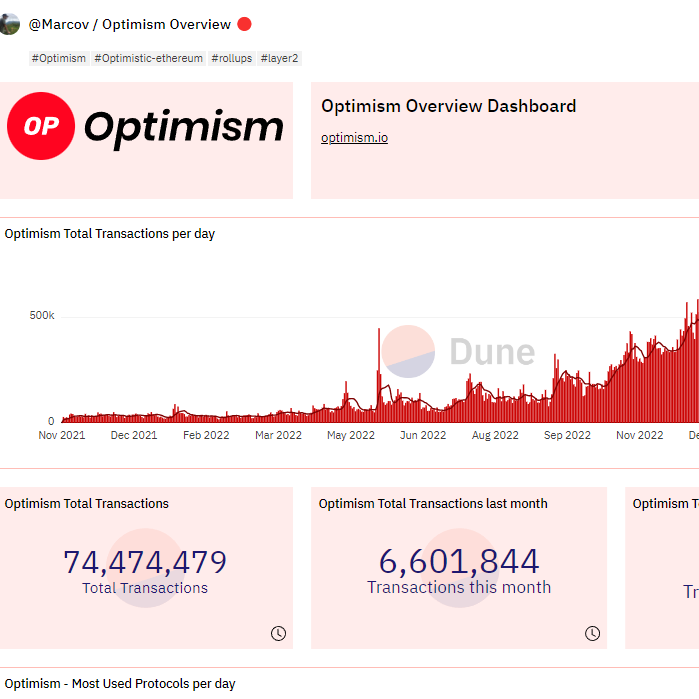 @Marcov / Optimism Overview
#Optimism #Optimistic-ethereum #rollups #layer2
OP Optimism
Optimism Overview Dashboard
optimism.io
Optimism Total Transactions per day
500k
Dune
0
Nov 2021 Dec 2021 Feb 2022 Mar 2022 May 2022 Jun 2022 Aug 2022 Sep 2022 Nov 2022
Optimism Total Transactions
Optimism Total Transactions last month
Optimism
74,474,479
Total Transactions
6,601,844
Transactions this month
Optimism - Most Used Protocols per day